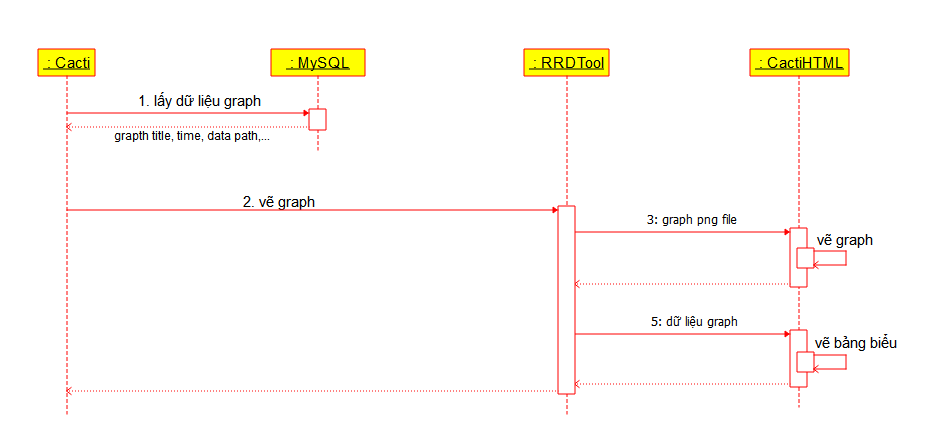 : Cacti
: MySQL
: RRDTool
: CactiHTML
1. lấy dữ liệu graph
grapth title, time, data path,...
2. vẽ graph
3: graph png file
vẽ graph
5: dữ liệu graph
vẽ bảng biểu